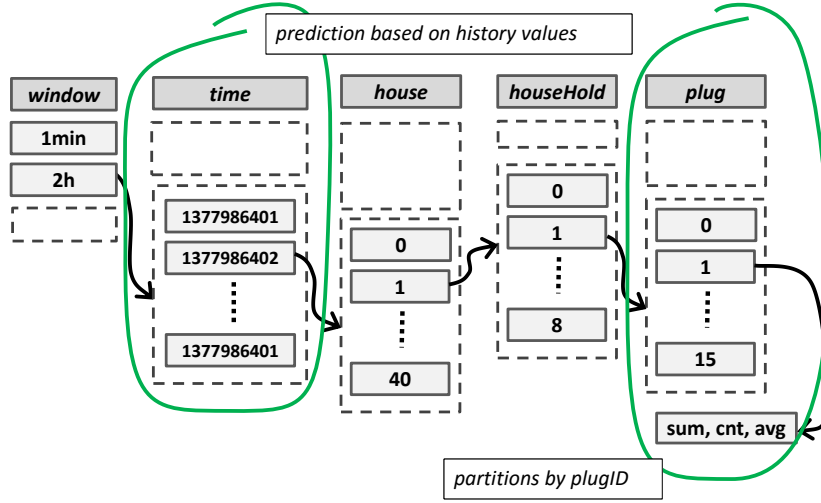 prediction based on history values
window
time
house
houseHold
plug
1min
2h
1377986401
1377986402
1377986401
0
1
40
0
1
8
0
1
15
sum, cnt, avg
partitions by plugID